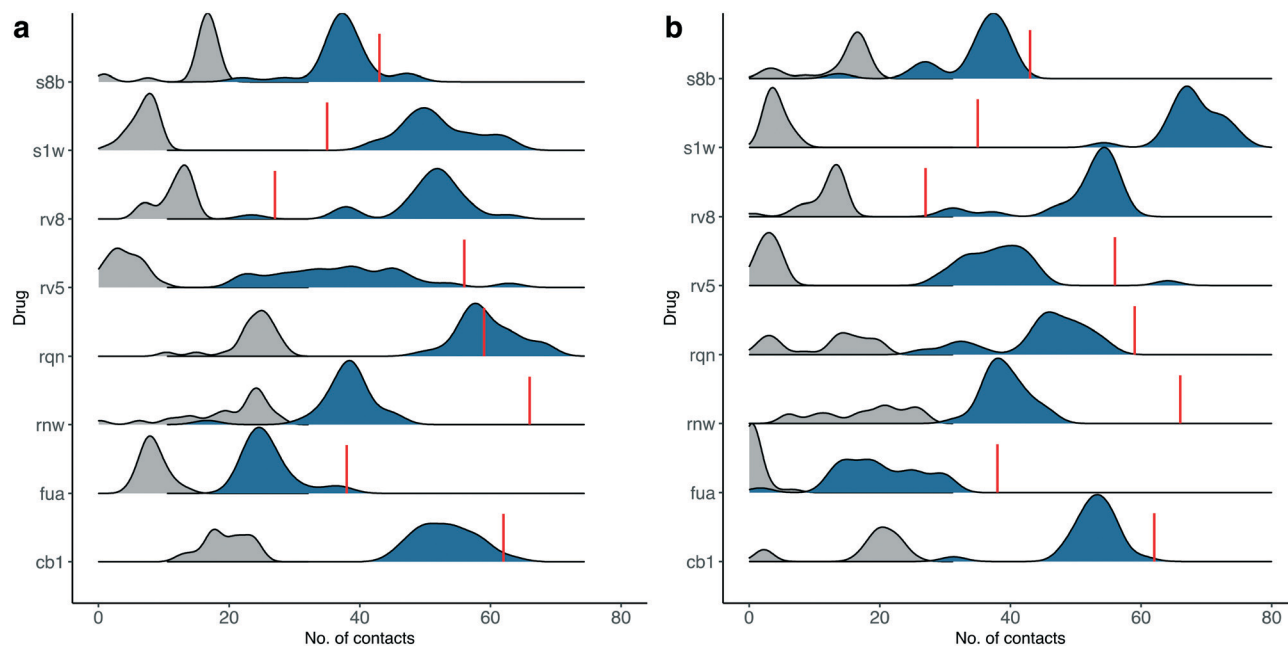 a
s8b
s1w
rv8
rv5
rqn
rnw
fua
cb1
Drug
0 20 40 60 80
No. of contacts
b
s8b
s1w
rv8
rv5
rqn
rnw
fua
cb1
Drug
0 20 40 60 80
No. of contacts